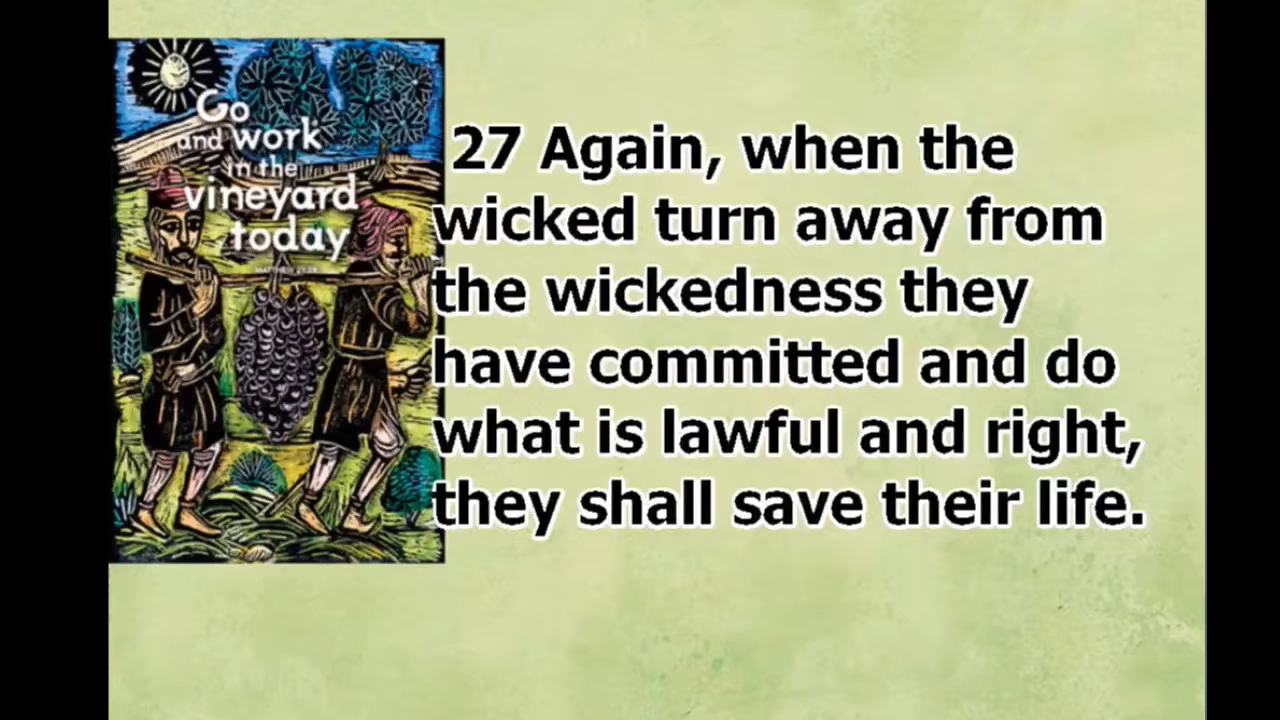 Go
and work
in the
vineyard
today
27 Again, when the
wicked turn away from
the wickedness they
have committed and do
what is lawful and right,
they shall save their life.